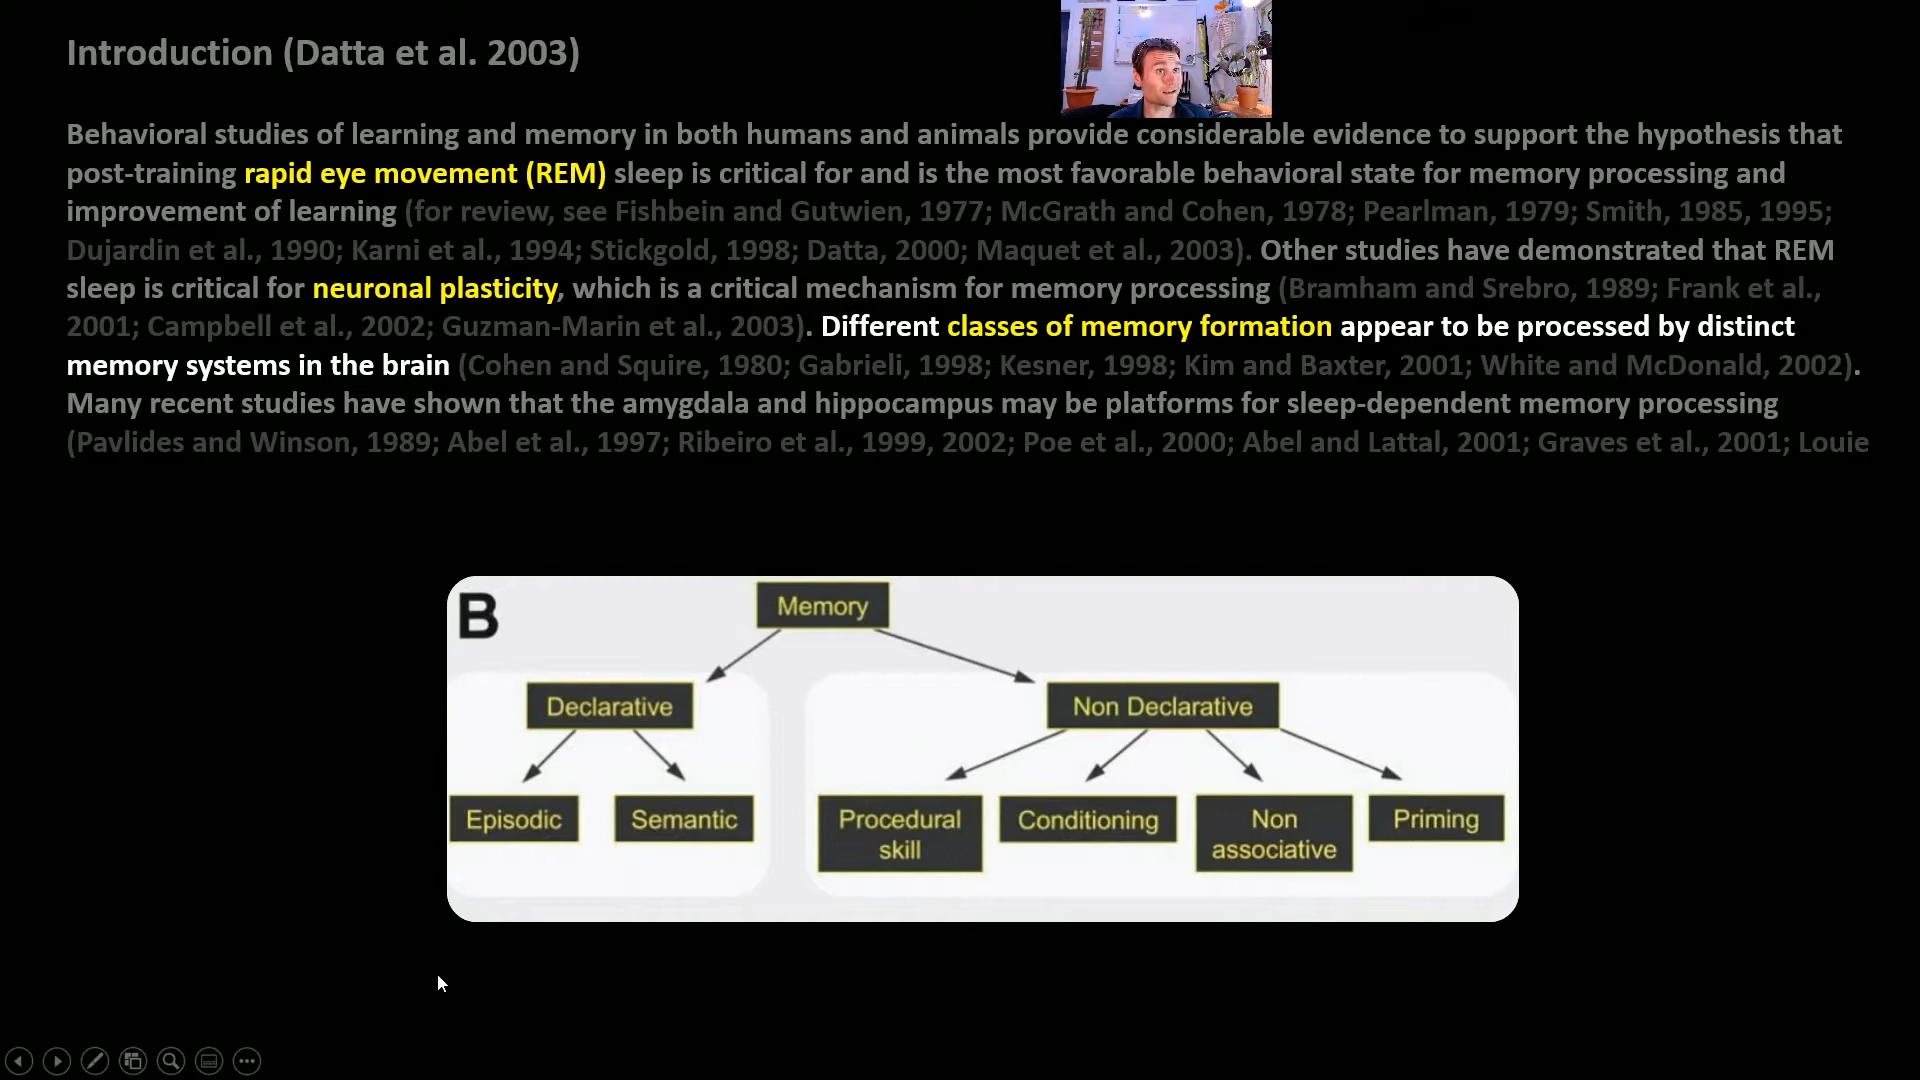 Introduction (Datta et al. 2003)
Behavioral studies of learning and memory in both humans and animals provide considerable evidence to support the hypothesis that
post-training rapid eye movement (REM) sleep is critical for and is the most favorable behavioral state for memory processing and
improvement of learning (for review, see Fishbein and Gutwien, 1977; McGrath and Cohen, 1978; Pearlman, 1979; Smith, 1985, 1995;
Dujardin et al., 1990; Karni et al., 1994; Stickgold, 1998; Datta, 2000; Maquet et al., 2003). Other studies have demonstrated that REM
sleep is critical for neuronal plasticity, which is a critical mechanism for memory processing (Bramham and Srebro, 1989; Frank et al.,
2001; Campbell et al., 2002; Guzman-Marin et al., 2003). Different classes of memory formation appear to be processed by distinct
memory systems in the brain (Cohen and Squire, 1980; Gabrieli, 1998; Kesner, 1998; Kim and Baxter, 2001; White and McDonald, 2002).
Many recent studies have shown that the amygdala and hippocampus may be platforms for sleep-dependent memory processing
(Pavlides and Winson, 1989; Abel et al., 1997; Ribeiro et al., 1999, 2002; Poe et al., 2000; Abel and Lattal, 2001; Graves et al., 2001; Louie
B
Memory
Declarative
Non Declarative
Episodic
Semantic
Procedural
skill
Conditioning
Non
associative
Priming